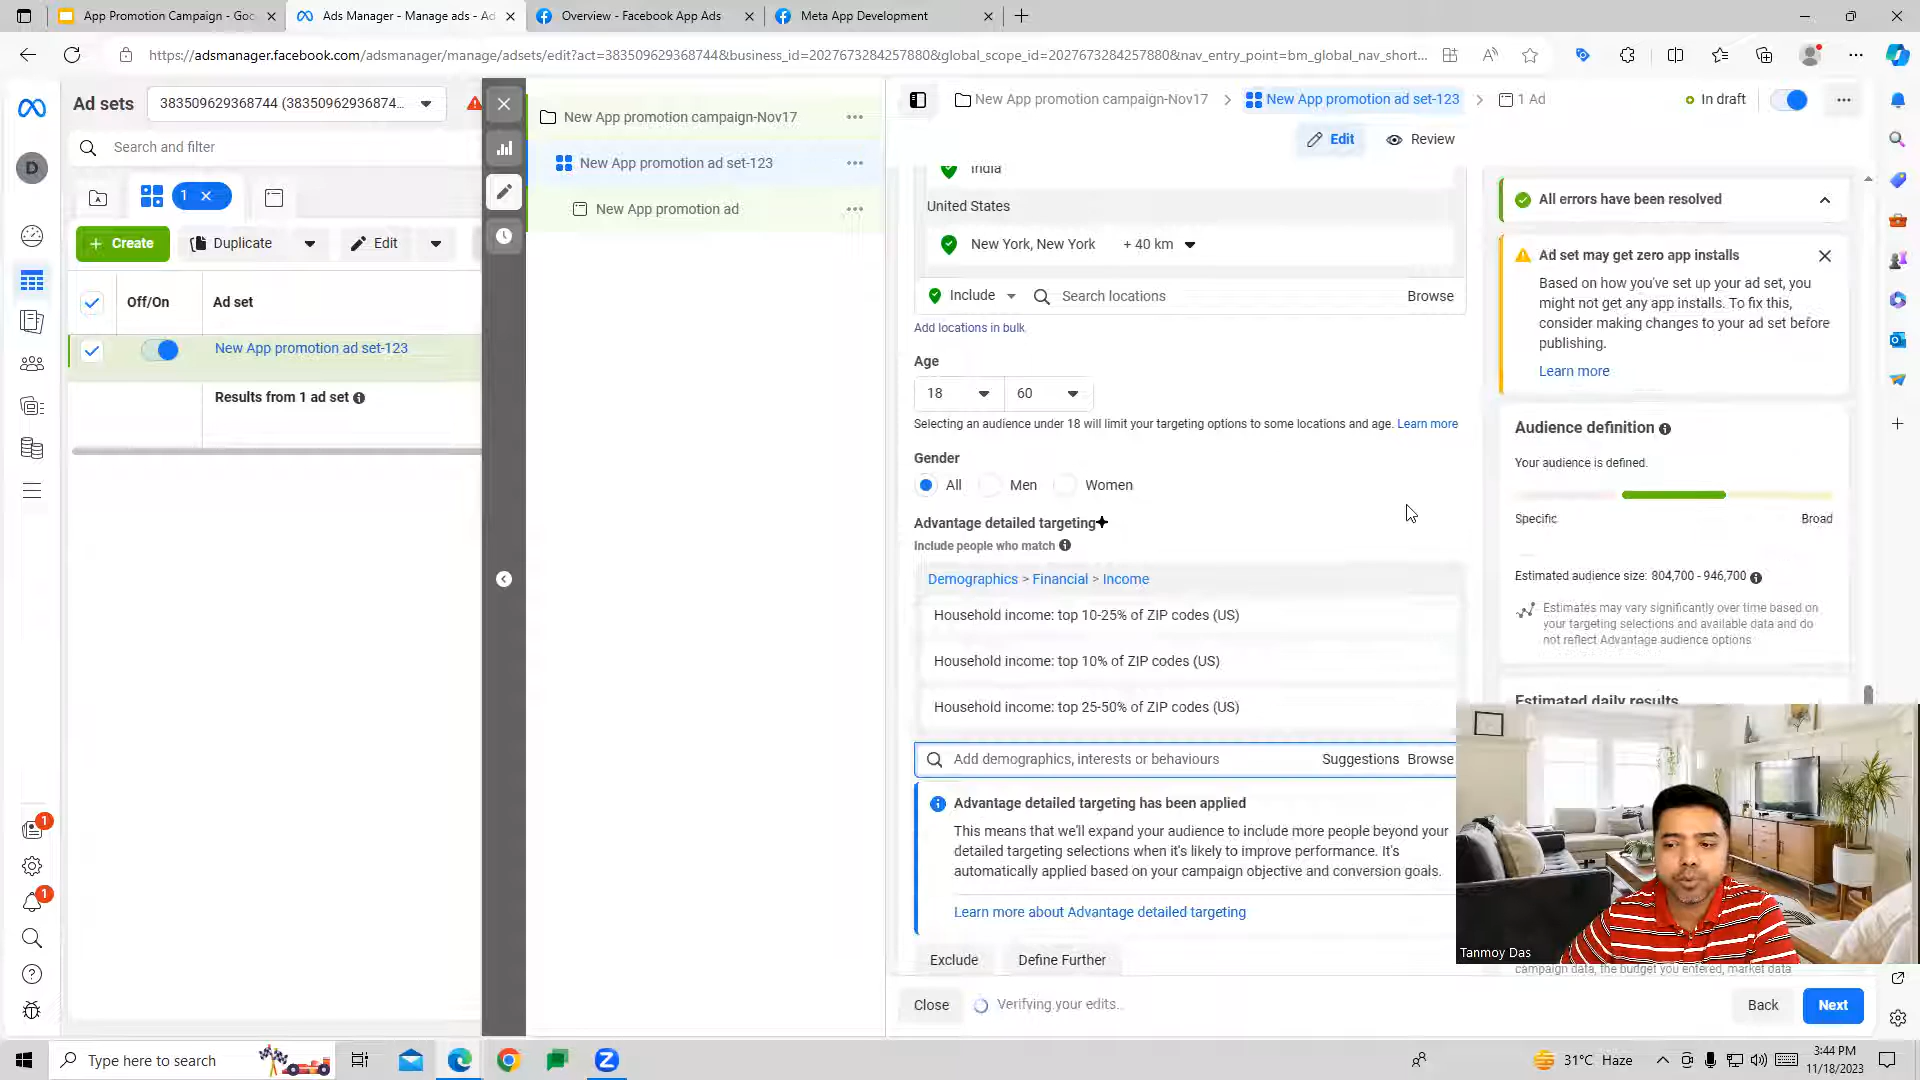 App Promotion Campaign - Goo
Ads Manager - Manage ads - Ad
Overview - Facebook App Ads
Meta App Development
https://adsmanager.facebook.com/adsmanager/manage/adsets/edit?act=383509629368744&business_id=2027673284257880&global_scope_id=2027673284257880&nav_entry_point=bm_global_nav_short...
Ad sets
383509629368744 (38350962936874...
Search and filter
D
1
Create
Duplicate
Edit
Off/On
Ad set
New App promotion ad set-123
Results from 1 ad set
1
1
New App promotion campaign-Nov17
New App promotion ad set-123
New App promotion ad
New App promotion campaign-Nov17
New App promotion ad set-123
1 Ad
In draft
Edit
Review
India
United States
New York, New York
+ 40 km
Include
Search locations
Browse
Add locations in bulk
Age
18
60
Selecting an audience under 18 will limit your targeting options to some locations and age. Learn more
Gender
All
Men
Women
Advantage detailed targeting
Include people who match
Demographics > Financial > Income
Household income: top 10-25% of ZIP codes (US)
Household income: top 10% of ZIP codes (US)
Household income: top 25-50% of ZIP codes (US)
Add demographics, interests or behaviours
Suggestions
Browse
Advantage detailed targeting has been applied
This means that we'll expand your audience to include more people beyond your
detailed targeting selections when it's likely to improve performance. It's
automatically applied based on your campaign objective and conversion goals.
Learn more about Advantage detailed targeting
Exclude
Define Further
Close
Verifying your edits..
Back
Next
All errors have been resolved
Ad set may get zero app installs
Based on how you've set up your ad set, you
might not get any app installs. To fix this,
consider making changes to your ad set before
publishing.
Learn more
Audience definition
Your audience is defined.
Specific
Broad
Estimated audience size: 804,700 - 946,700
Estimates may vary significantly over time based on
your targeting selections and available data and do
not reflect Advantage audience options
Estimated daily results
Tanmoy Das
campaign data, the budget you entered, market data
Type here to search
31°C Haze
3:44 PM
11/18/2023